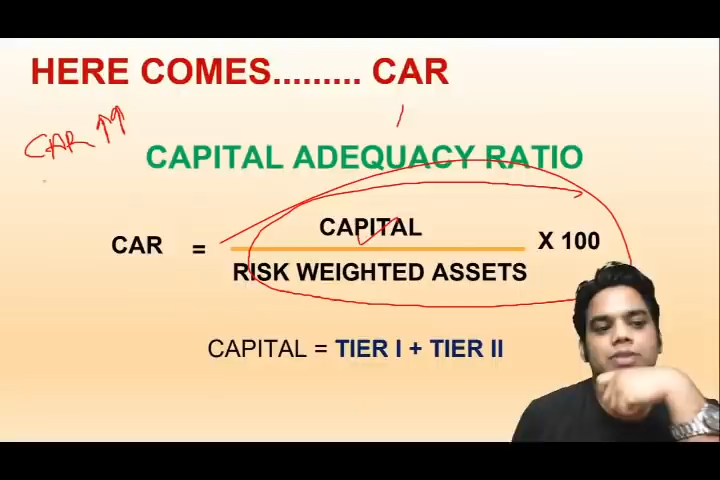 HERE COMES......... CAR
CAR ↑↑
CAPITAL ADEQUACY RATIO
CAR = CAPITAL
RISK WEIGHTED ASSETS X 100
CAPITAL = TIER I + TIER II